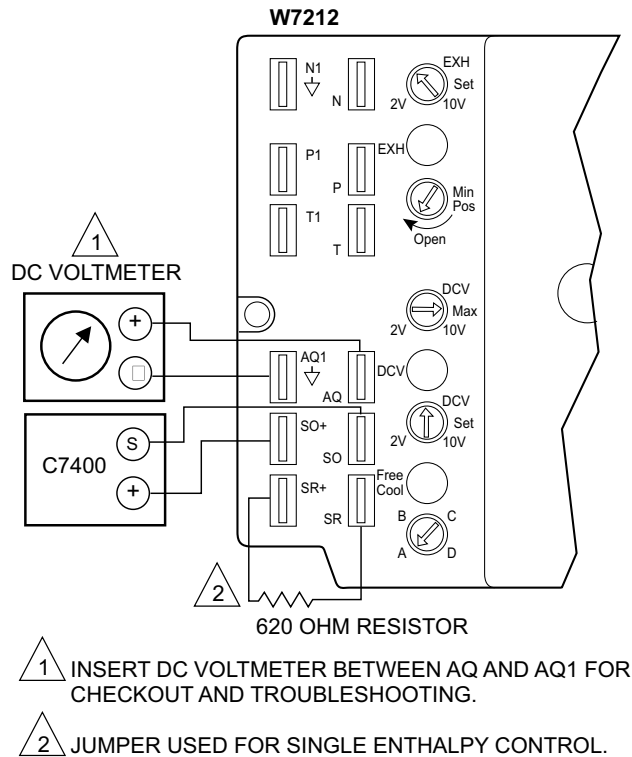 W7212
N1
N
EXH
Set
2V 10V
P1
P
EXH
T1
T
Min
Pos
Open
1
DC VOLTMETER
+
DCV
Max
2V 10V
AQ1
AQ
DCV
C7400
S
+
SO+
SO
DCV
Set
2V 10V
SR+
SR
Free
Cool
B C
A D
2
620 OHM RESISTOR
1 INSERT DC VOLTMETER BETWEEN AQ AND AQ1 FOR
CHECKOUT AND TROUBLESHOOTING.
2 JUMPER USED FOR SINGLE ENTHALPY CONTROL.